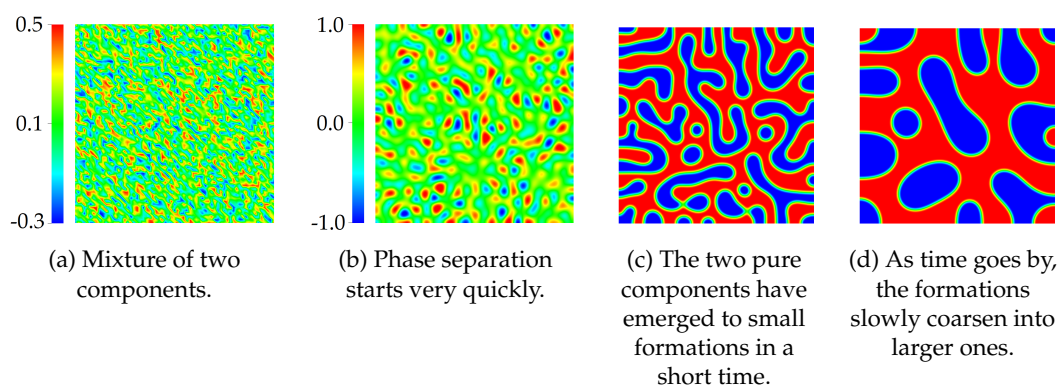 0.5
0.1
-0.3
1.0
0.0
-1.0
(a) Mixture of two
components.
(b) Phase separation
starts very quickly.
(c) The two pure
components have
emerged to small
formations in a
short time.
(d) As time goes by,
the formations
slowly coarsen into
larger ones.